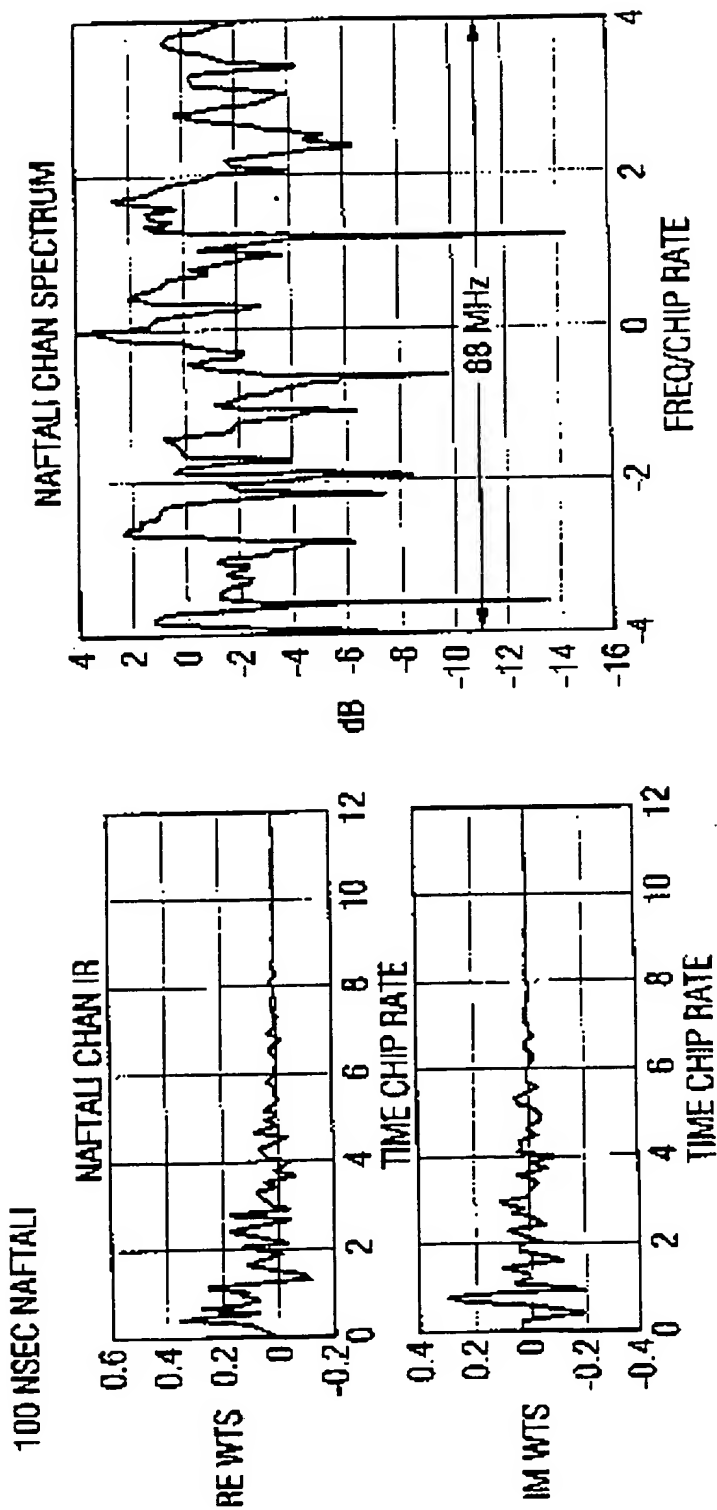 100 NSEC NAFTALI
NAFTALI CHAN IR
RE WTS
0.6
0.4
0.2
0
-0.2
0 2 4 6 8 10 12
TIME CHIP RATE
IM WTS
0.4
0.2
0
-0.2
-0.4
0 2 4 6 8 10 12
TIME CHIP RATE
NAFTALI CHAN SPECTRUM
dB
4
2
0
-2
-4
-6
-8
-10
-12
-14
-16
88 MHz
-4 -2 0 2 4
FREQ/CHIP RATE